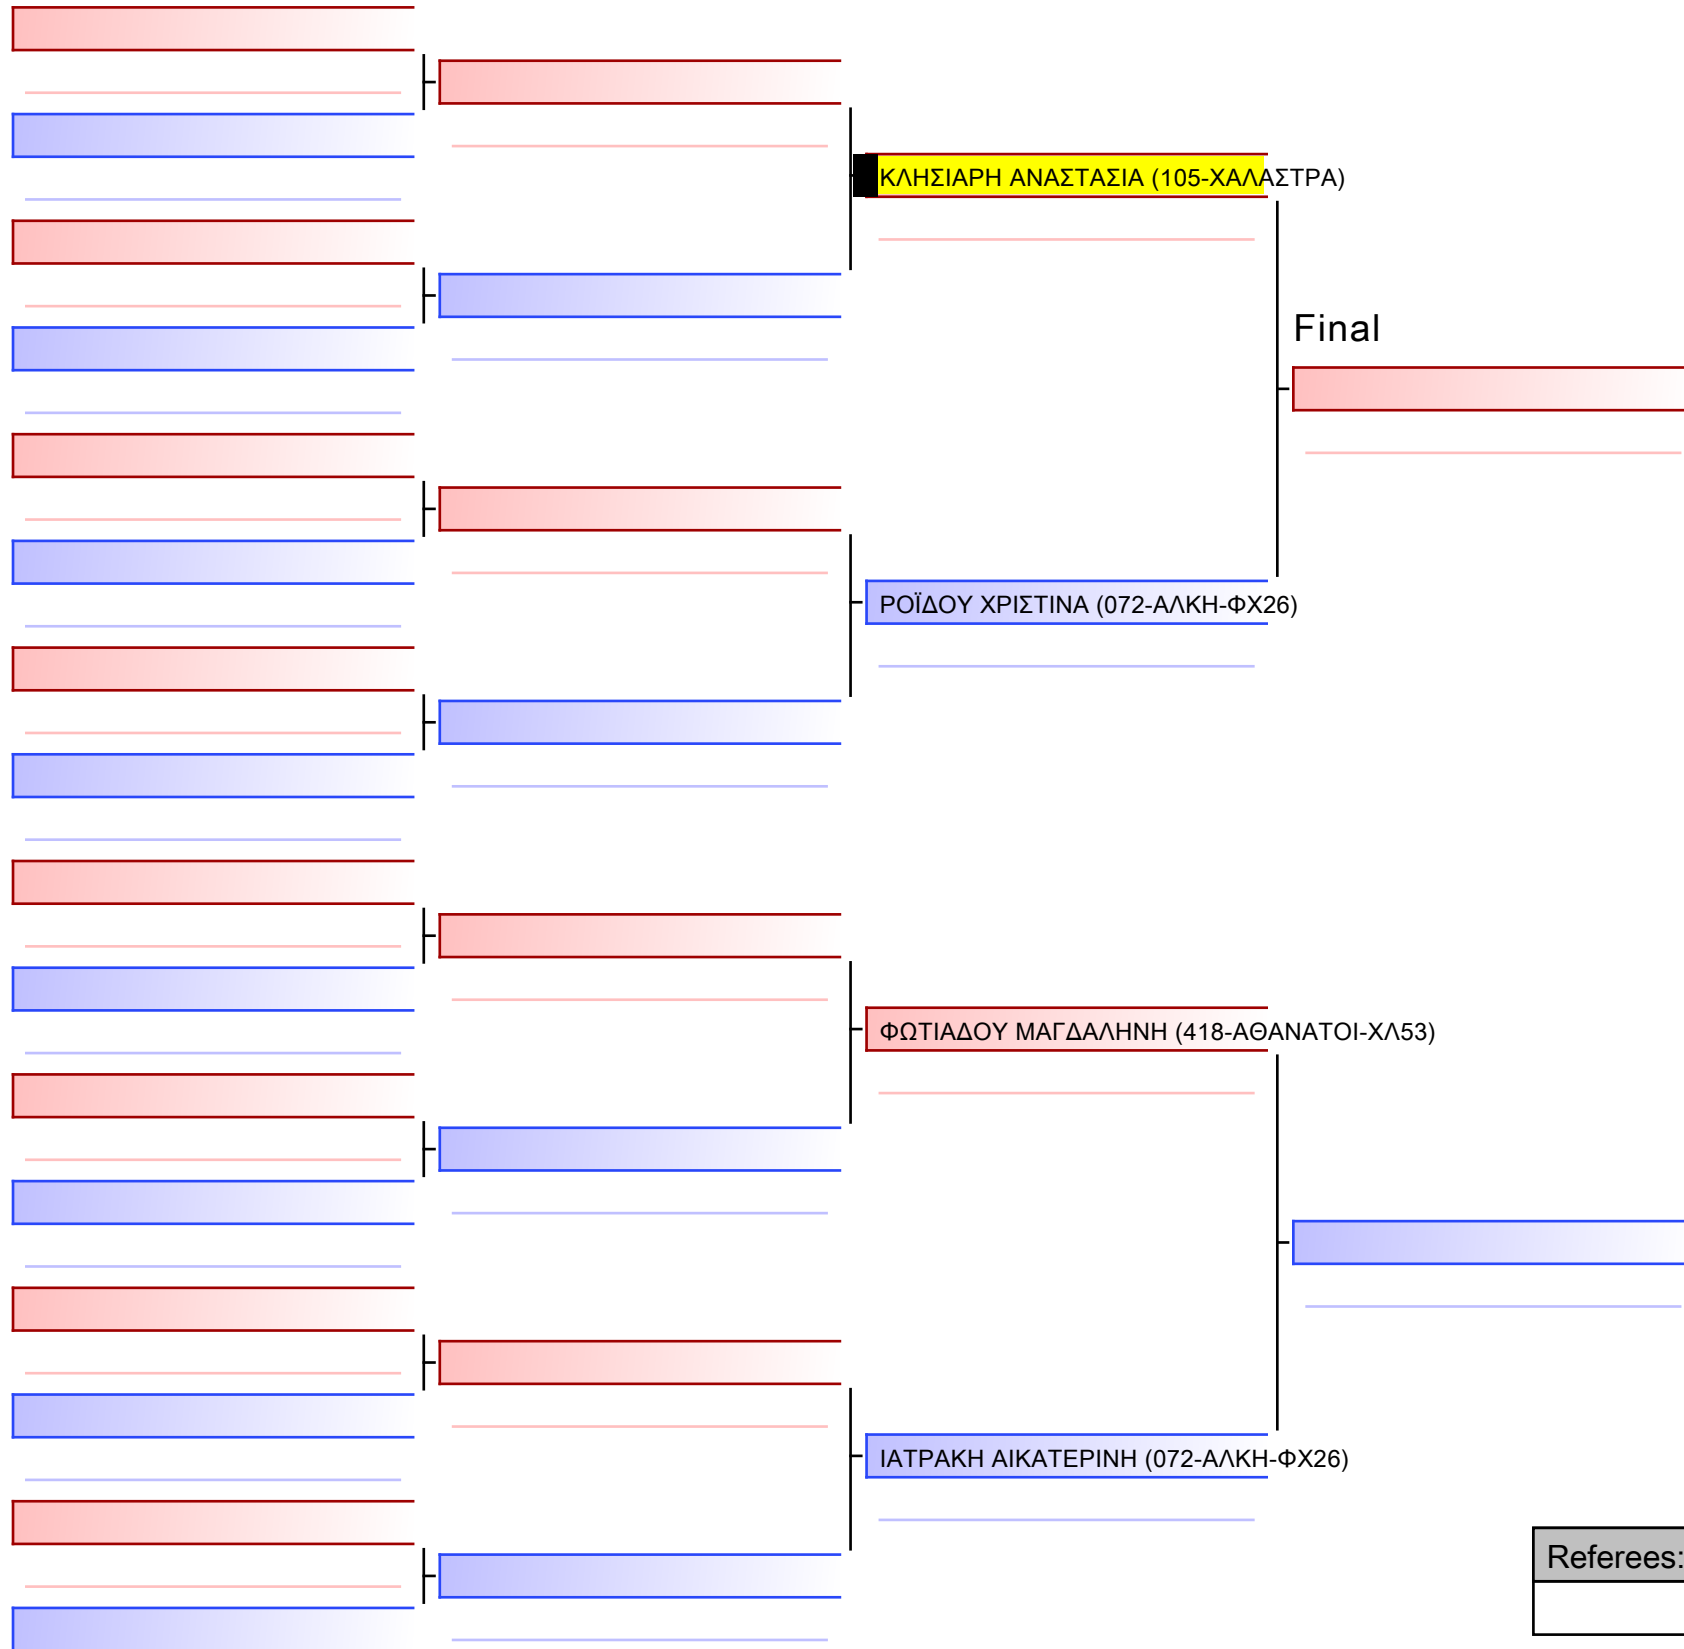 ΚΛΗΣΙΑΡΗ ΑΝΑΣΤΑΣΙΑ (105-ΧΑΛΑΣΤΡΑ)
Final
ΡΟΪΔΟΥ ΧΡΙΣΤΙΝΑ (072-ΑΛΚΗ-ΦΧ26)
ΦΩΤΙΑΔΟΥ ΜΑΓΔΑΛΗΝΗ (418-ΑΘΑΝΑΤΟΙ-ΧΛ53)
ΙΑΤΡΑΚΗ ΑΙΚΑΤΕΡΙΝΗ (072-ΑΛΚΗ-ΦΧ26)
Referees: